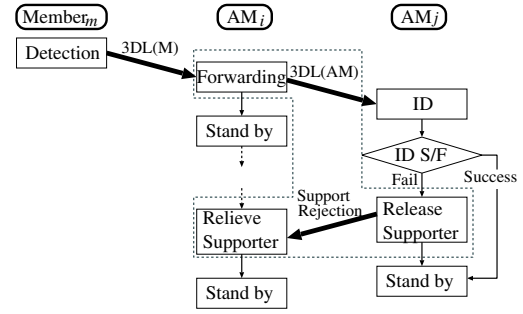 Member_m
AM_i
AM_j
Detection
3DL(M)
Forwarding
3DL(AM)
ID
Stand by
ID S/F
Success
Fail
Support
Rejection
Relieve
Supporter
Release
Supporter
Stand by
Stand by